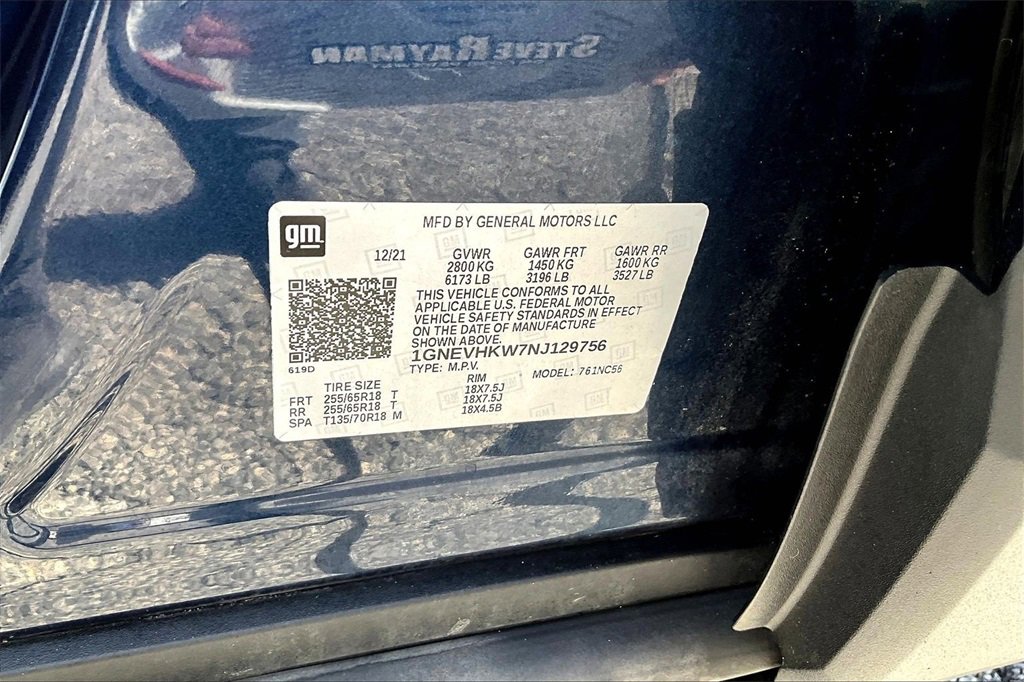 STEVE RAYMAN
gm
MFD BY GENERAL MOTORS LLC
12/21 GVWR GAWR FRT GAWR RR
2800 KG 1450 KG 1600 KG
6173 LB 3196 LB 3527 LB
THIS VEHICLE CONFORMS TO ALL
APPLICABLE U.S. FEDERAL MOTOR
VEHICLE SAFETY STANDARDS IN EFFECT
ON THE DATE OF MANUFACTURE
SHOWN ABOVE.
1GNEVHKW7NJ129756
619D
TYPE: M.P.V. MODEL: 761NC56
TIRE SIZE RIM
FRT 255/65R18 T 18X7.5J
RR 255/65R18 T 18X7.5J
SPA T135/70R18 M 18X4.5B